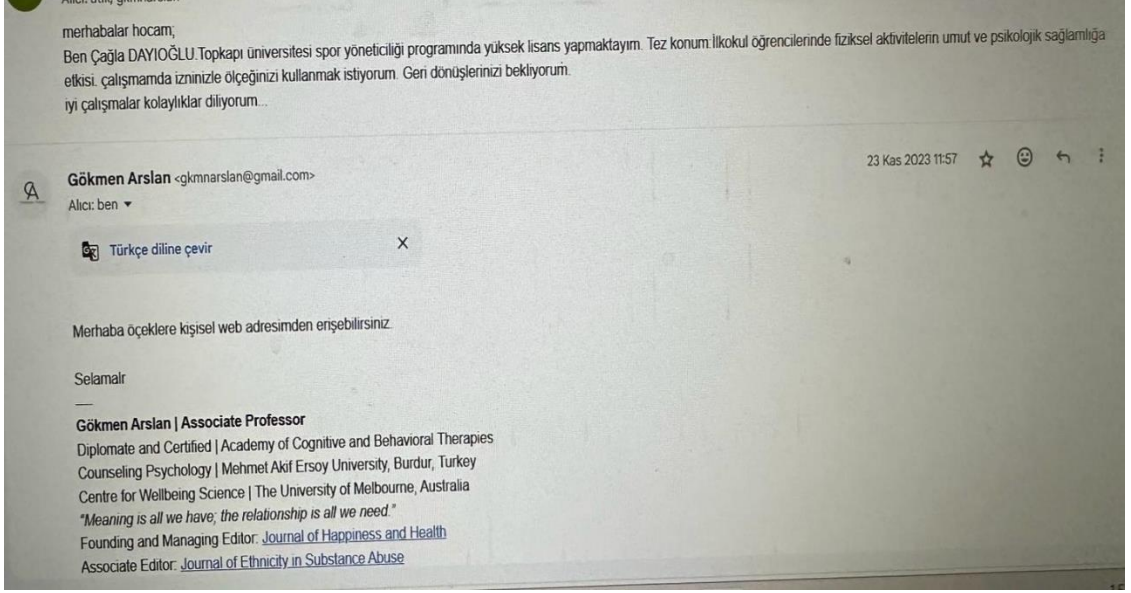 merhabalar hocam;
Ben Çağla DAYIOĞLU.Topkapı üniversitesi spor yöneticiliği programında yüksek lisans yapmaktayım. Tez konum:İlkokul öğrencilerinde fiziksel aktivitelerin umut ve psikolojik sağlamlığa
etkisi. çalışmamda izninizle ölçeğinizi kullanmak istiyorum. Geri dönüşlerinizi bekliyorum.
iyi çalışmalar kolaylıklar diliyorum...
23 Kas 2023 11:57
Gökmen Arslan <gkmnarslan@gmail.com>
Alıcı: ben
Türkçe diline çevir
Merhaba öçeklere kişisel web adresimden erişebilirsiniz.
Selamalr
Gökmen Arslan | Associate Professor
Diplomate and Certified | Academy of Cognitive and Behavioral Therapies
Counseling Psychology | Mehmet Akif Ersoy University, Burdur, Turkey
Centre for Wellbeing Science | The University of Melbourne, Australia
"Meaning is all we have; the relationship is all we need."
Founding and Managing Editor: Journal of Happiness and Health
Associate Editor: Journal of Ethnicity in Substance Abuse